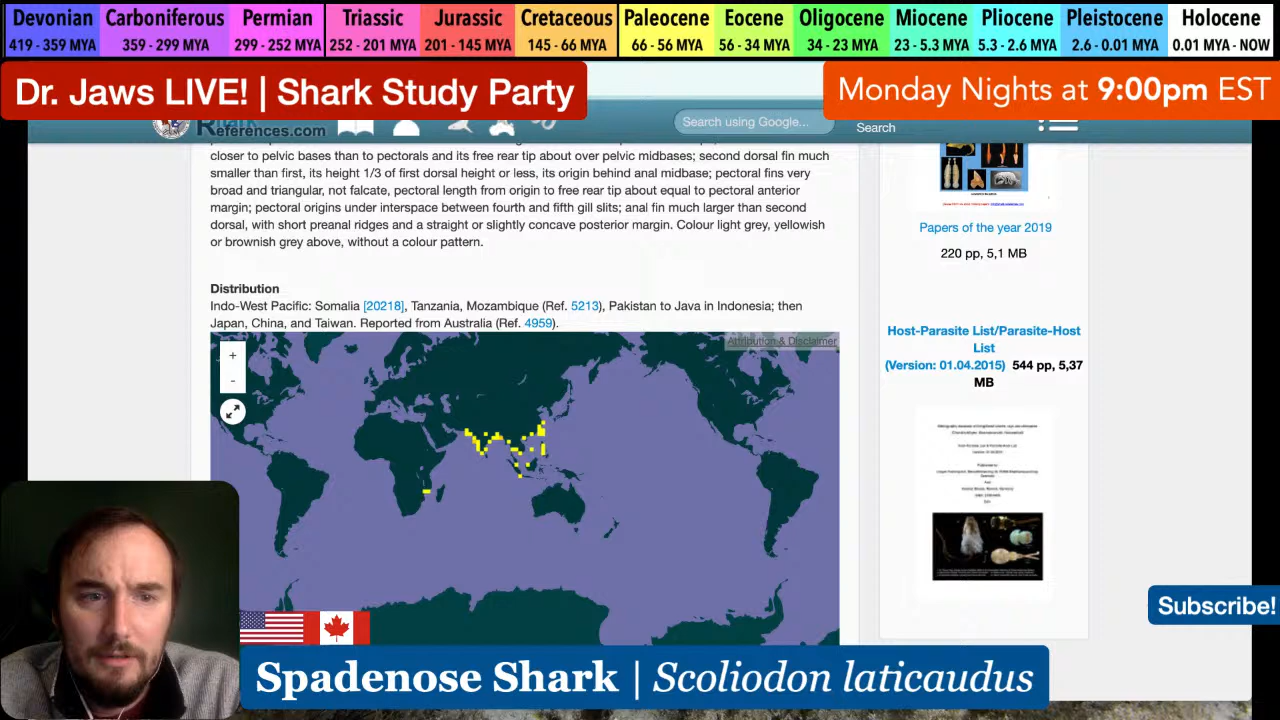 Devonian Carboniferous Permian Triassic Jurassic Cretaceous Paleocene Eocene Oligocene Miocene Pliocene Pleistocene Holocene
419 - 359 MYA 359 - 299 MYA 299 - 252 MYA 252 - 201 MYA 201 - 145 MYA 145 - 66 MYA 66 - 56 MYA 56 - 34 MYA 34 - 23 MYA 23 - 5.3 MYA 5.3 - 2.6 MYA 2.6 - 0.01 MYA 0.01 MYA - NOW
Dr. Jaws LIVE! | Shark Study Party
Monday Nights at 9:00pm EST
References.com
Search using Google...
Search
closer to pelvic bases than to pectorals and its free rear tip about over pelvic midbases; second dorsal fin much
smaller than first, its height 1/3 of first dorsal height or less, its origin behind anal midbase; pectoral fins very
broad and triangular, not falcate, pectoral length from origin to free rear tip about equal to pectoral anterior
margin; pectoral origins under interspace between fourth and fifth gill slits; anal fin much larger than second
dorsal, with short preanal ridges and a straight or slightly concave posterior margin. Colour light grey, yellowish
or brownish grey above, without a colour pattern.
Distribution
Indo-West Pacific: Somalia [20218], Tanzania, Mozambique (Ref. 5213), Pakistan to Java in Indonesia; then
Japan, China, and Taiwan. Reported from Australia (Ref. 4959).
Attribution & Disclaimer
+
-
Papers of the year 2019
220 pp, 5,1 MB
Host-Parasite List/Parasite-Host
List
(Version: 01.04.2015) 544 pp, 5,37
MB
Subscribe!
Spadenose Shark | Scoliodon laticaudus